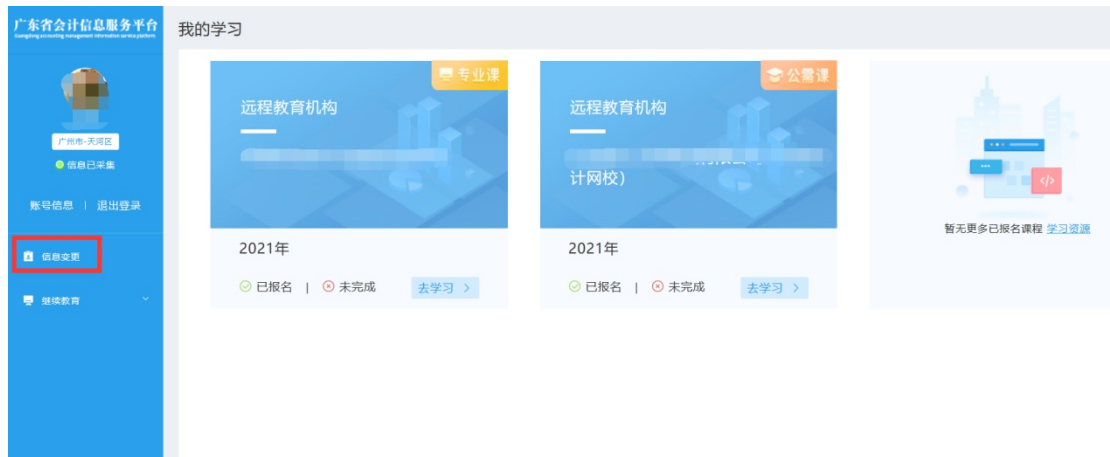 广东省会计信息服务平台
我的学习
广州市-天河区
信息已采集
账号信息 | 退出登录
信息变更
继续教育
专业课
远程教育机构
2021年
已报名 | 未完成
去学习 >
公需课
远程教育机构
计网校)
2021年
已报名 | 未完成
去学习 >
</>
暂无更多已报名课程 学习资源